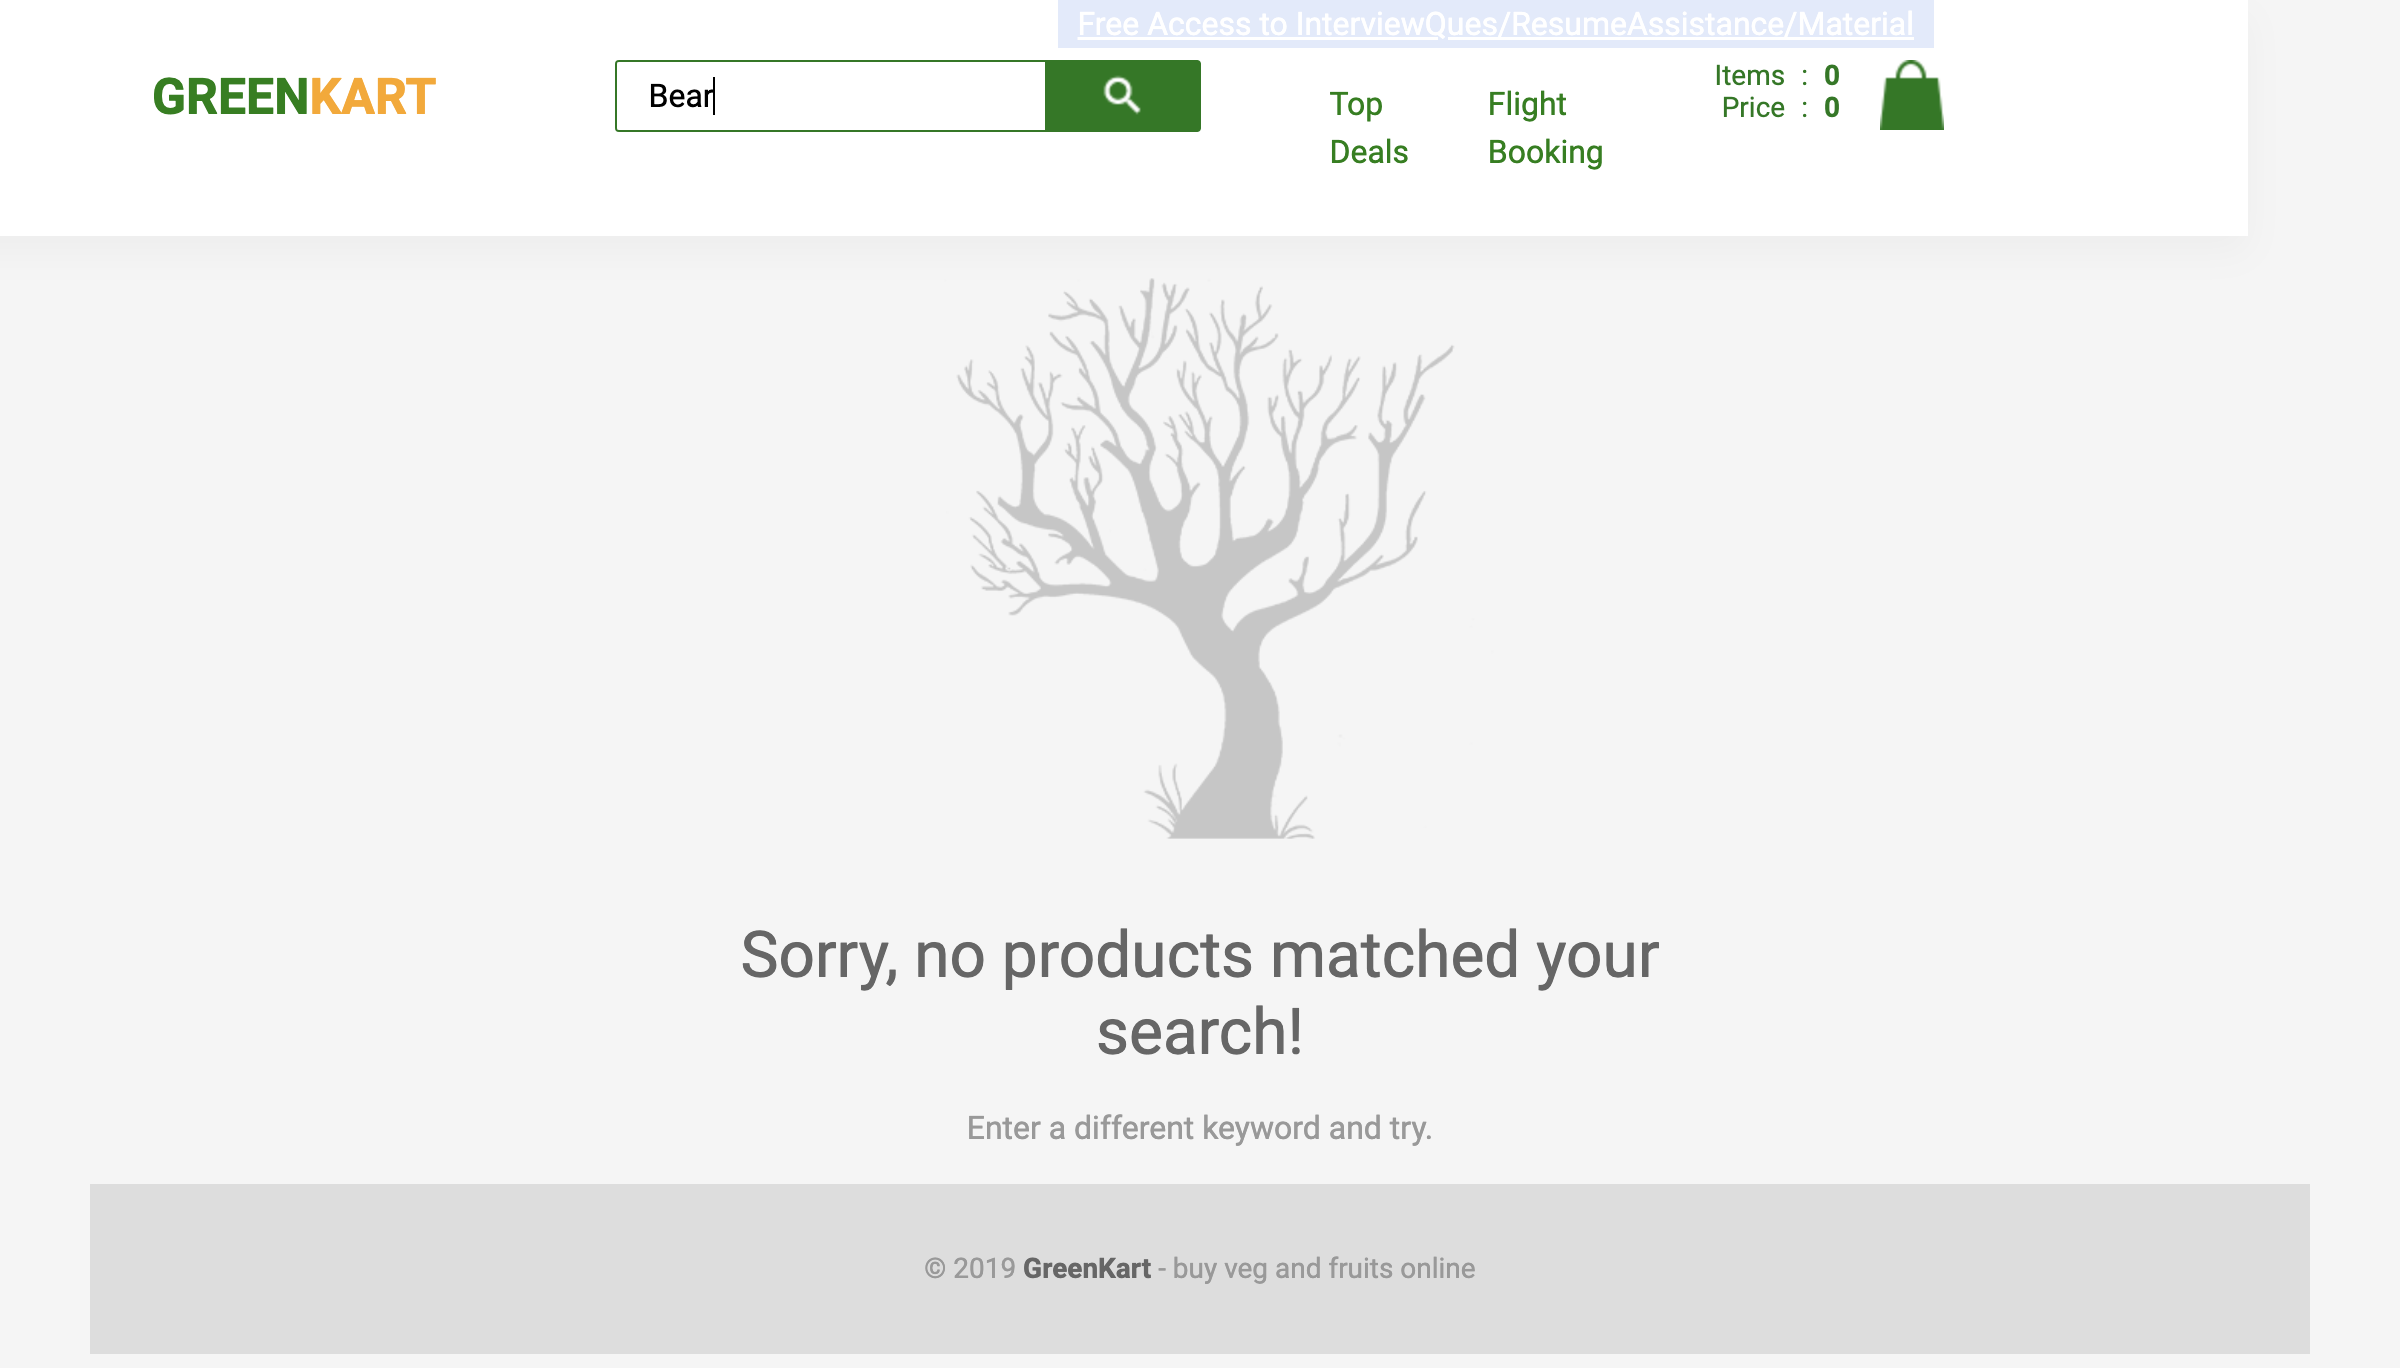 Free Access to InterviewQues/ResumeAssistance/Material
GREENKART
Bear
Top
Deals
Flight
Booking
Items : 0
Price : 0
Sorry, no products matched your
search!
Enter a different keyword and try.
© 2019 GreenKart - buy veg and fruits online